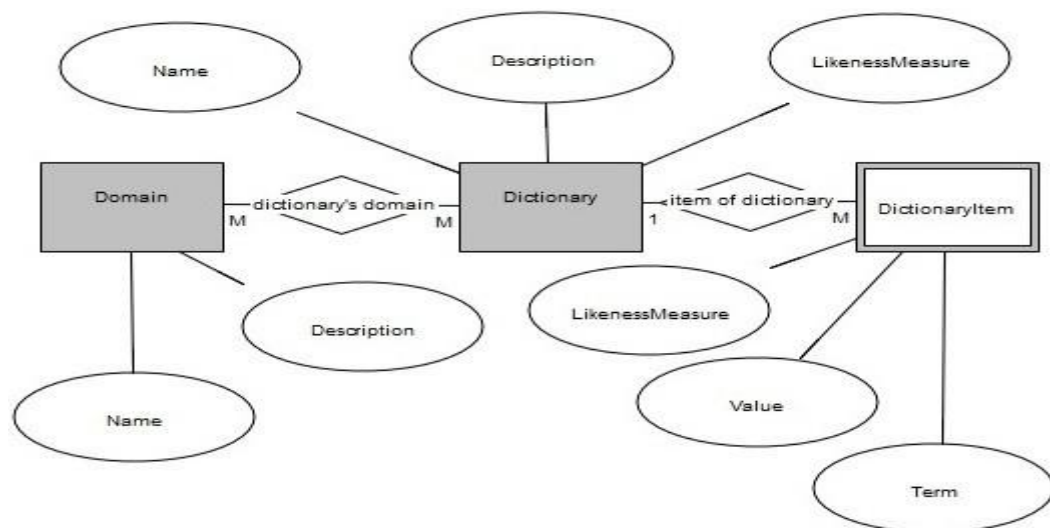 Name
Description
LikenessMeasure
Domain
dictionary's domain
M
M
Dictionary
item of dictionary
1
M
DictionaryItem
LikenessMeasure
Description
Value
Name
Term